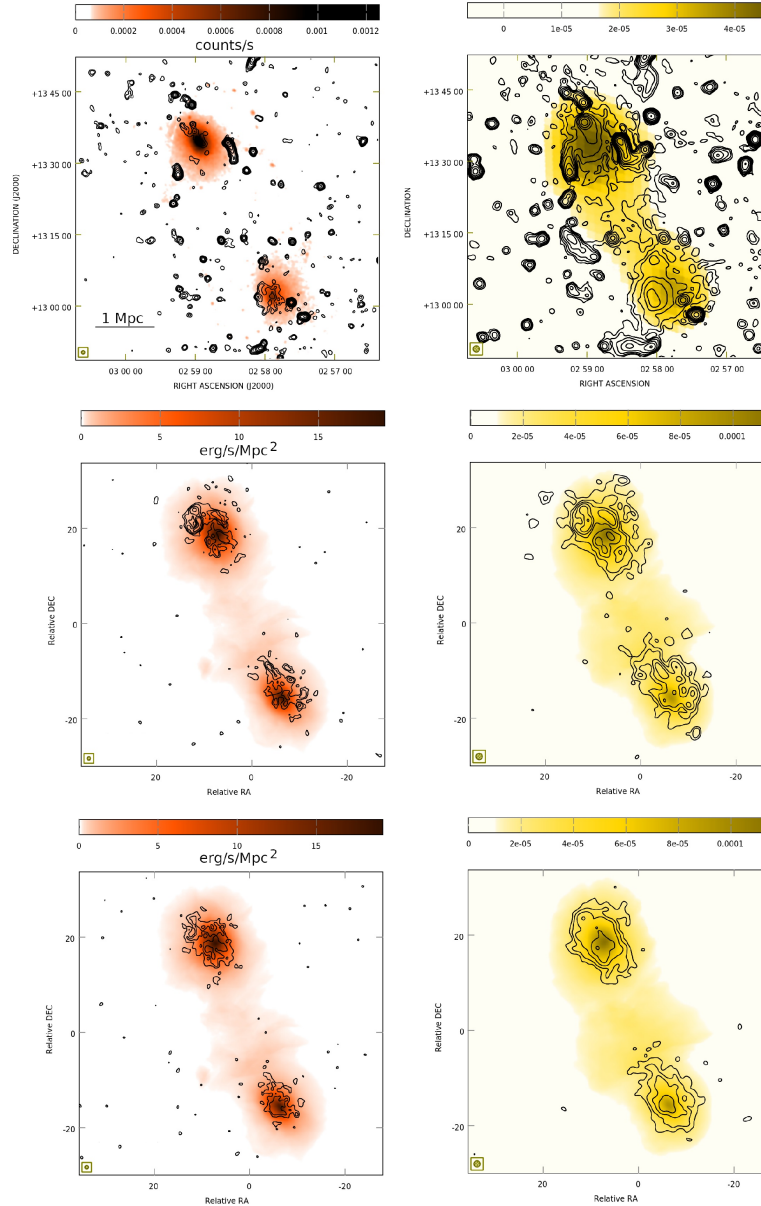 0 0.0002 0.0004 0.0006 0.0008 0.001 0.0012
counts/s
+13 45 00
+13 30 00
+13 15 00
+13 00 00
DECLINATION (J2000)
1 Mpc
03 00 00 02 59 00 02 58 00 02 57 00
RIGHT ASCENSION (J2000)
0 1e-05 2e-05 3e-05 4e-05
+13 45 00
+13 30 00
+13 15 00
+13 00 00
DECLINATION
03 00 00 02 59 00 02 58 00 02 57 00
RIGHT ASCENSION
0 5 10 15
erg/s/Mpc2
20
0
-20
Relative DEC
20 0 -20
Relative RA
0 2e-05 4e-05 6e-05 8e-05 0.0001
20
0
-20
Relative DEC
20 0 -20
Relative RA
0 5 10 15
erg/s/Mpc2
20
0
-20
Relative DEC
20 0 -20
Relative RA
0 2e-05 4e-05 6e-05 8e-05 0.0001
20
0
-20
Relative DEC
20 0 -20
Relative RA